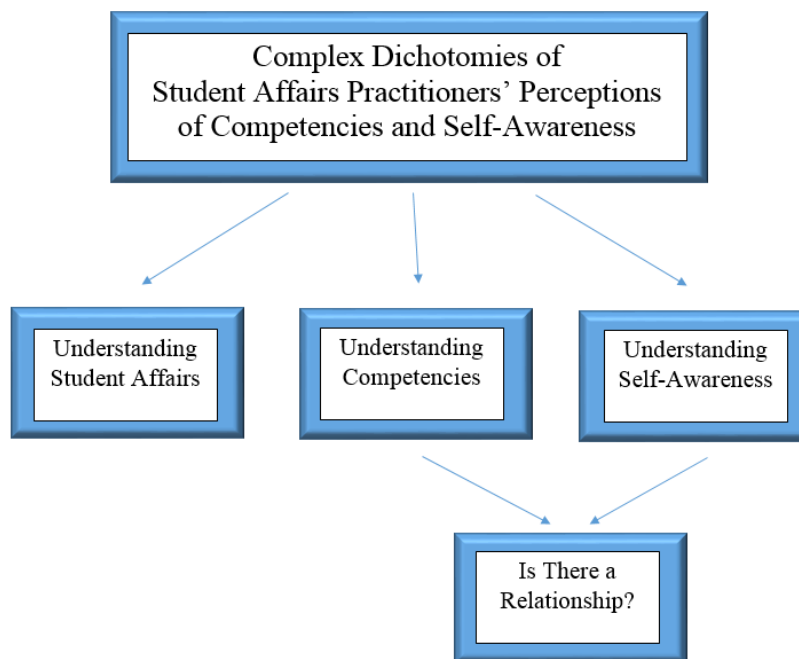 Complex Dichotomies of
Student Affairs Practitioners’ Perceptions
of Competencies and Self-Awareness
Understanding
Student Affairs
Understanding
Competencies
Understanding
Self-Awareness
Is There a
Relationship?